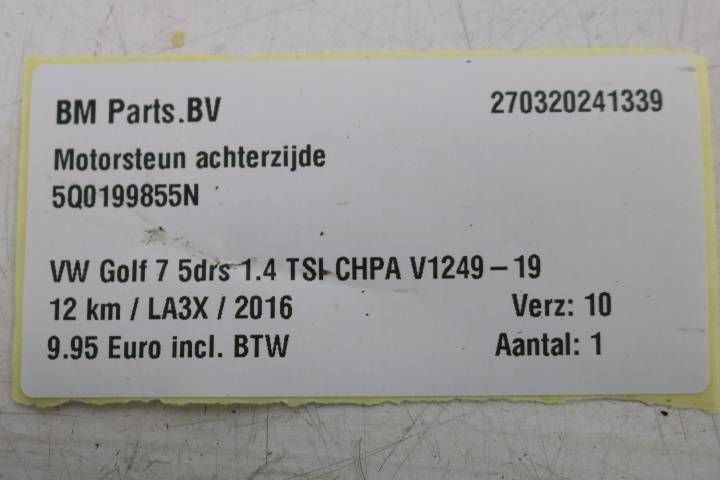 BM Parts.BV 270320241339
Motorsteun achterzijde
5Q0199855N
VW Golf 7 5drs 1.4 TSI CHPA V1249-19
12 km / LA3X / 2016 Verz: 10
9.95 Euro incl. BTW Aantal: 1